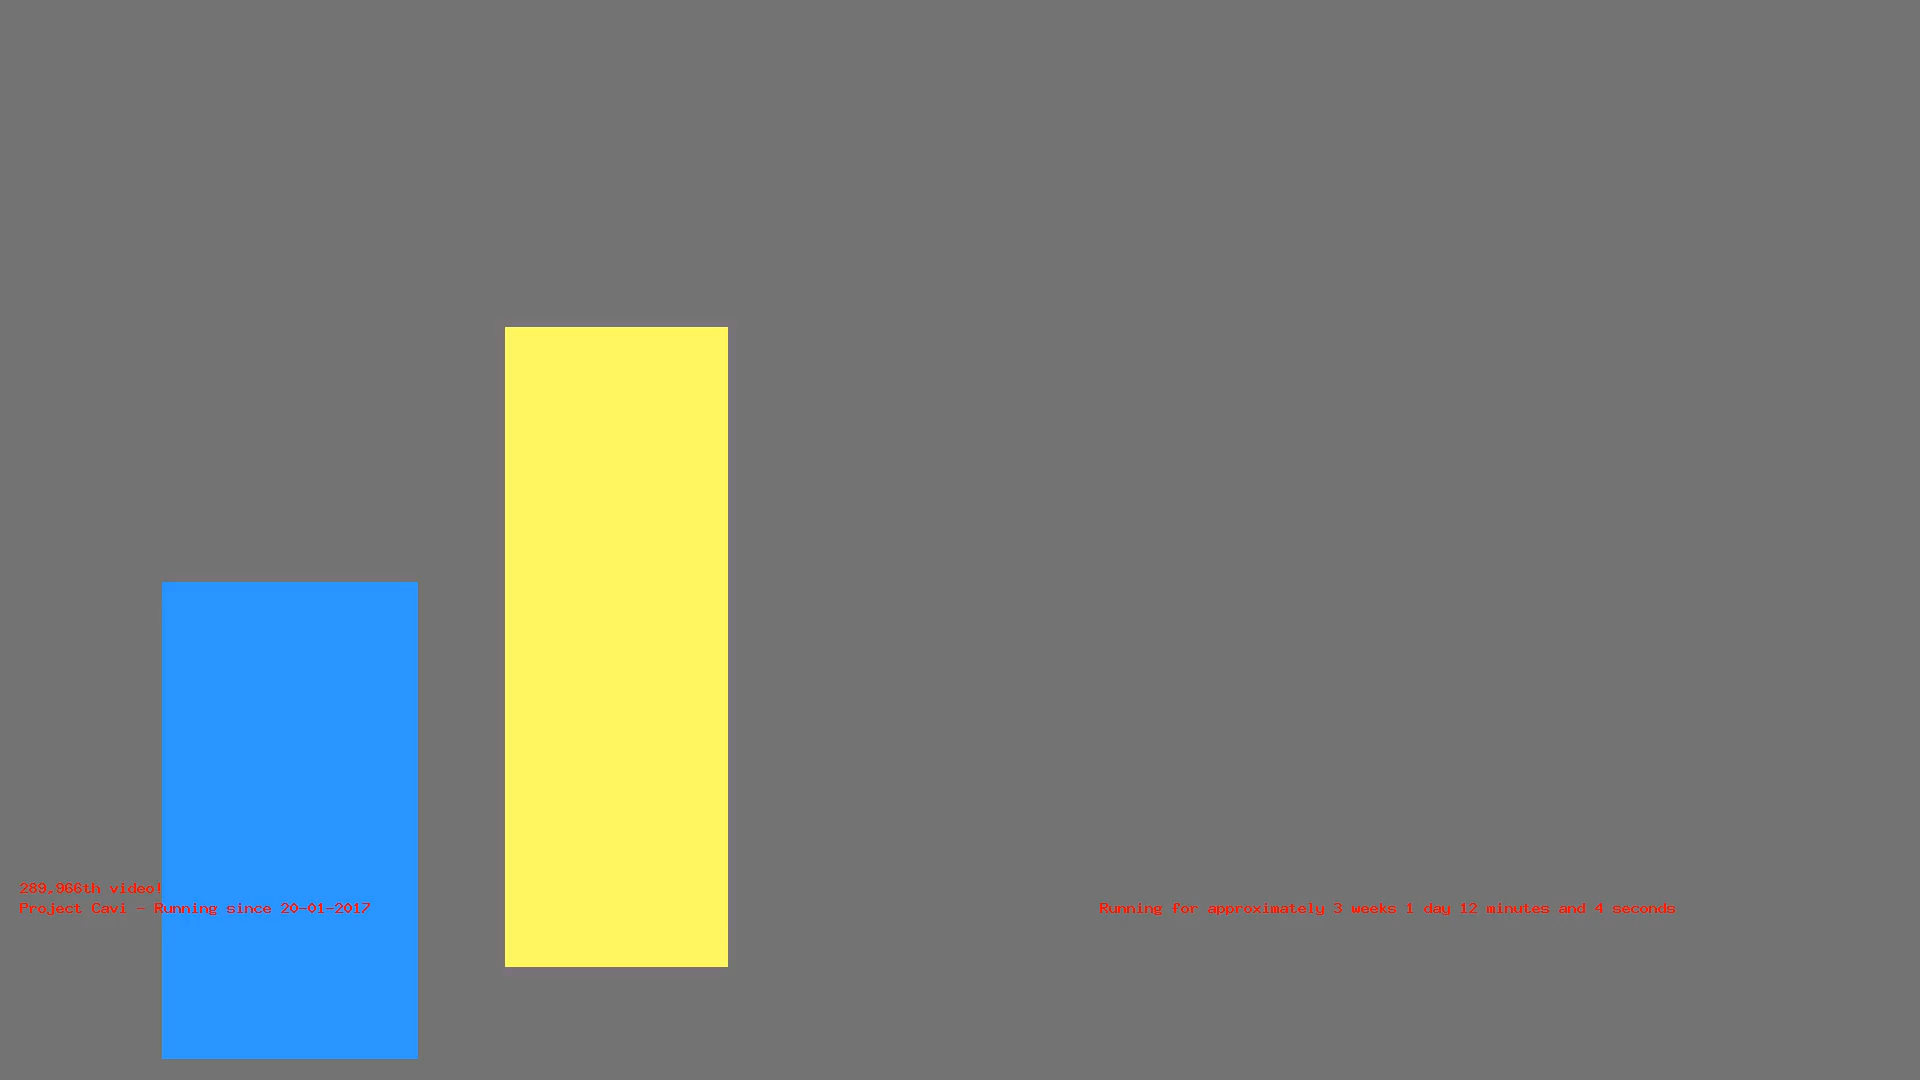 289,966th video!
Project Cavi - Running since 20-01-2017
Running for approximately 3 weeks 1 day 12 minutes and 4 seconds